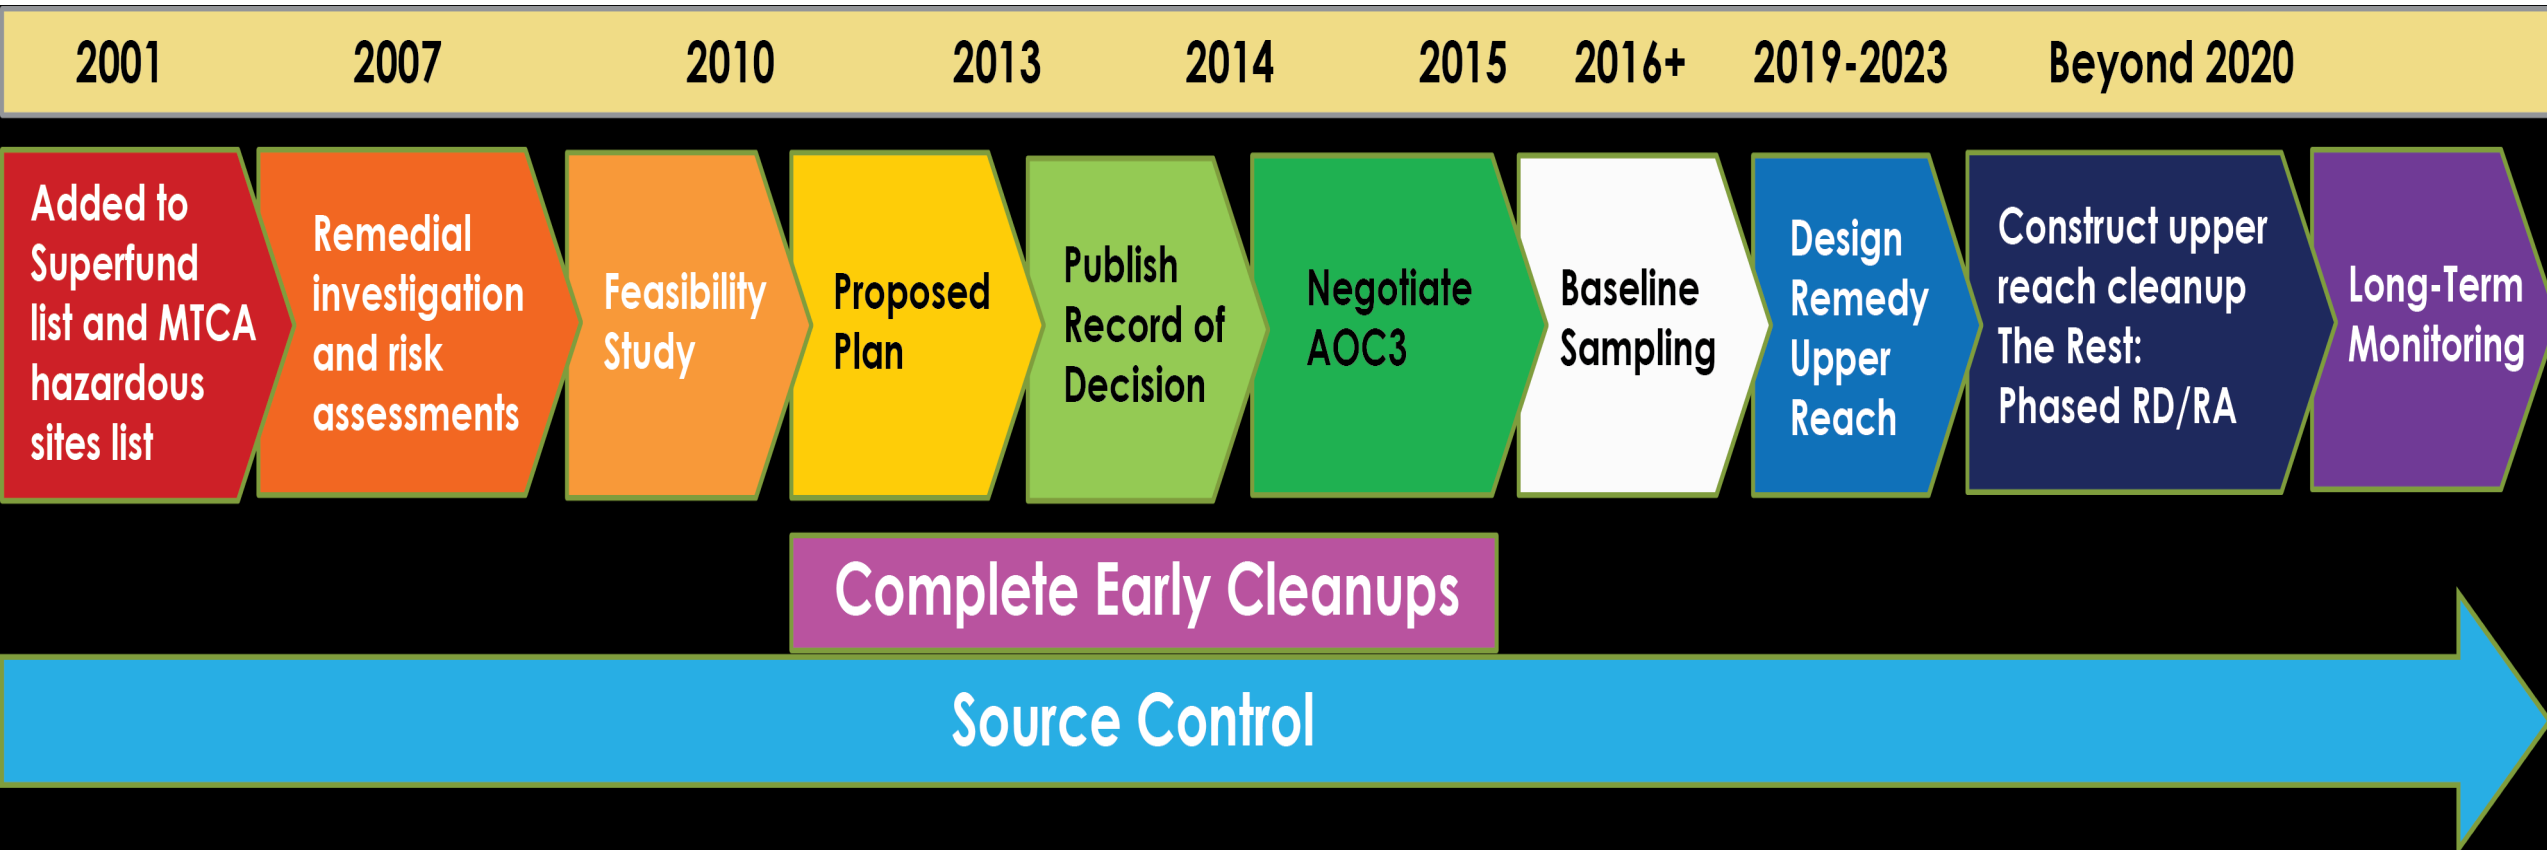 2001 2007 2010 2013 2014 2015 2016+ 2019-2023 Beyond 2020
Added to
Superfund
list and MTCA
hazardous
sites list
Remedial
investigation
and risk
assessments
Feasibility
Study
Proposed
Plan
Publish
Record of
Decision
Negotiate
AOC3
Baseline
Sampling
Design
Remedy
Upper
Reach
Construct upper
reach cleanup
The Rest:
Phased RD/RA
Long-Term
Monitoring
Complete Early Cleanups
Source Control